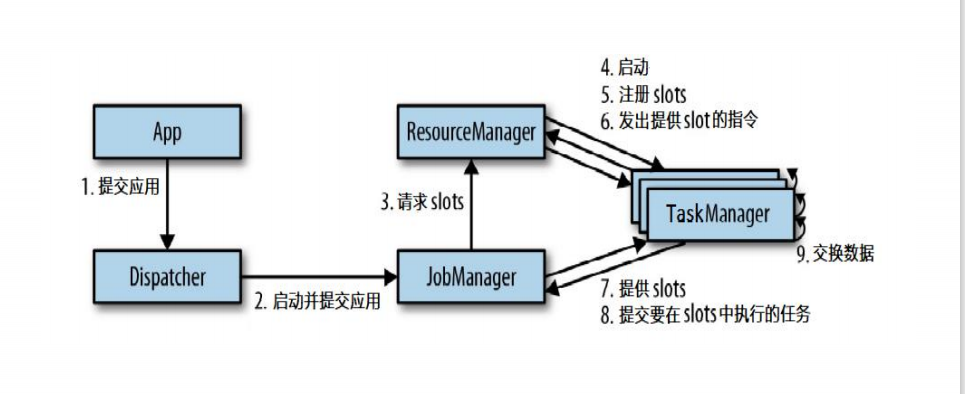 4. 启动
5. 注册 slots
6. 发出提供 slot 的指令
App
ResourceManager
1. 提交应用
3. 请求 slots
TaskManager
9. 交换数据
Dispatcher
JobManager
2. 启动并提交应用
7. 提供 slots
8. 提交要在 slots 中执行的任务